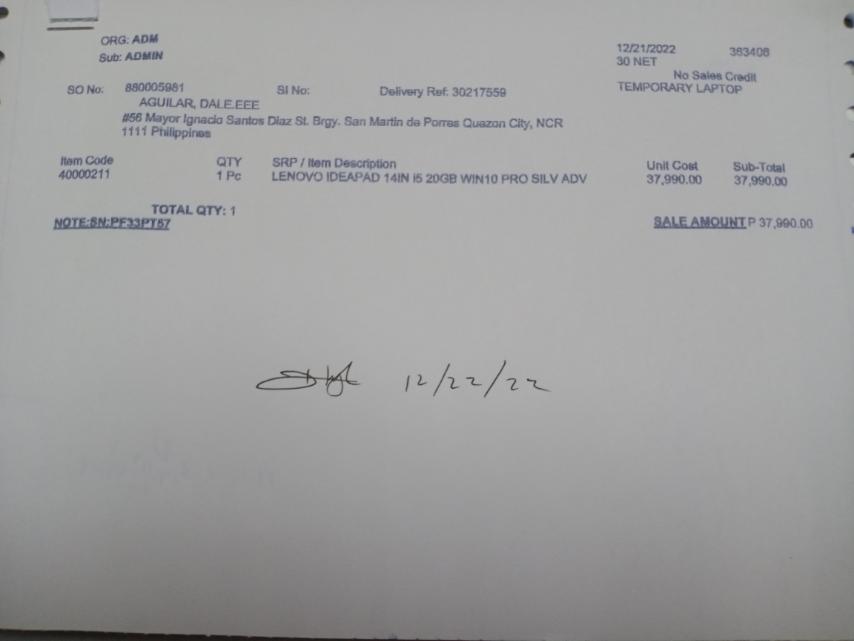 ORG: ADM
Sub: ADMIN
12/21/2022 383408
30 NET
No Sales Credit
TEMPORARY LAPTOP
SO No: 880005981 SI No: Delivery Ref: 30217559
AGUILAR, DALE.EEE
#56 Mayor Ignacio Santos Diaz St. Brgy. San Martin de Porres Quezon City, NCR
1111 Philippines
Item Code QTY SRP / Item Description Unit Cost Sub-Total
40000211 1 Pc LENOVO IDEAPAD 14IN i5 20GB WIN10 PRO SILV ADV 37,990.00 37,990.00
TOTAL QTY: 1
NOTE:SN:PF33PT57 SALE AMOUNT P 37,990.00
12/22/22